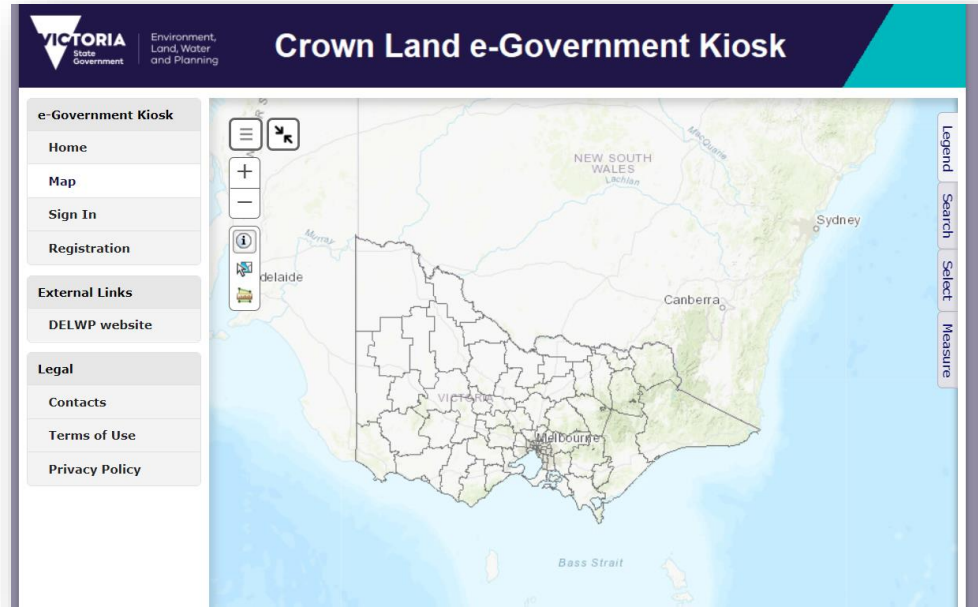 VICTORIA
State
Government
Environment,
Land, Water
and Planning
Crown Land e-Government Kiosk
e-Government Kiosk
Home
Map
Sign In
Registration
External Links
DELWP website
Legal
Contacts
Terms of Use
Privacy Policy
MacQuarie
NEW SOUTH
WALES
Lachlan
Sydney
Murray
delaide
Canberra
VICTORIA
Melbourne
Bass Strait
Legend
Search
Select
Measure